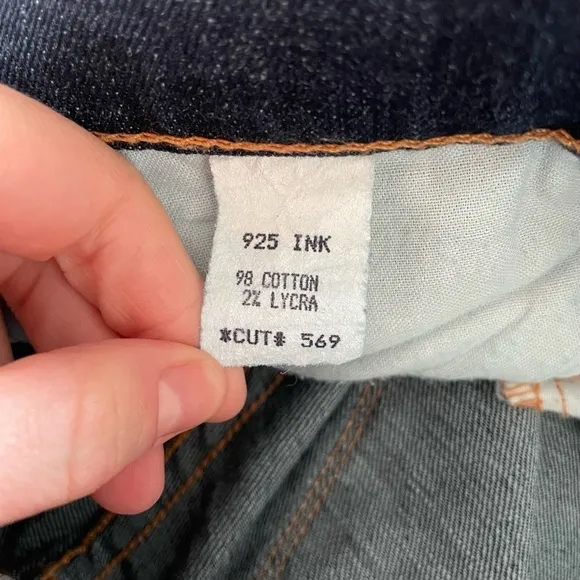 925 INK
98 COTTON
2% LYCRA
*CUT# 569